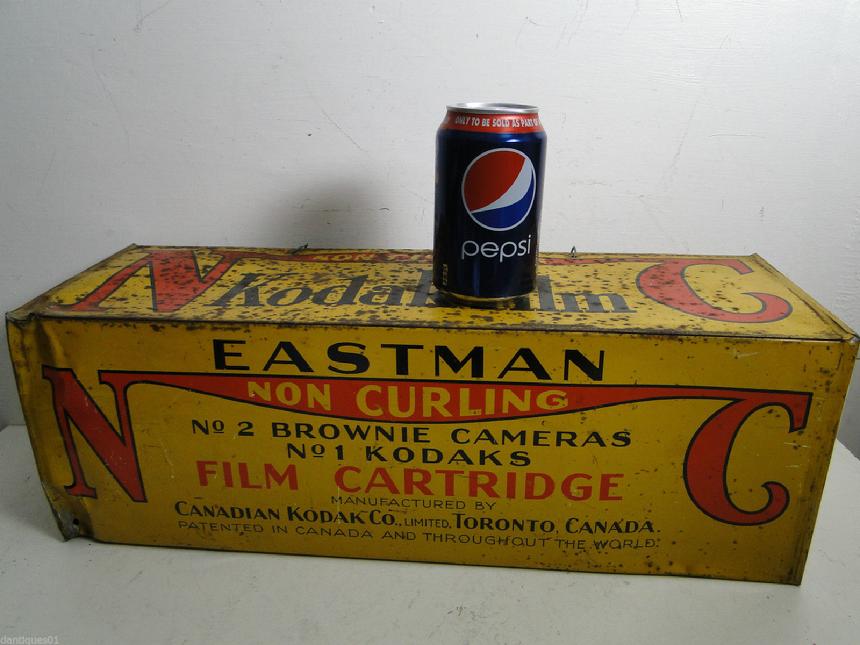 ONLY TO BE SOLD AS PART
pepsi
NON
N Kodak Film C
EASTMAN
N NON CURLING C
No 2 BROWNIE CAMERAS
No 1 KODAKS
FILM CARTRIDGE
MANUFACTURED BY
CANADIAN KODAK CO., LIMITED, TORONTO, CANADA.
PATENTED IN CANADA AND THROUGHOUT THE WORLD.
dantiques01